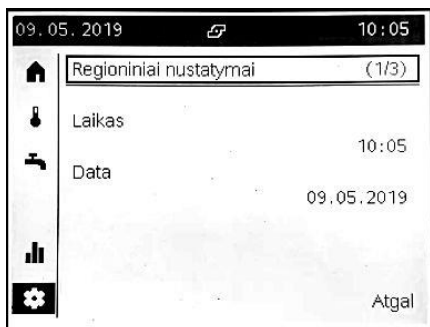 09.05.2019 10:05
Regioniniai nustatymai (1/3)
Laikas
10:05
Data
09.05.2019
Atgal